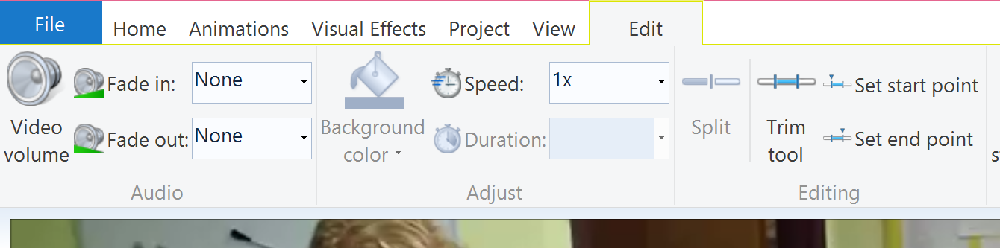 File Home Animations Visual Effects Project View Edit
Fade in: None Speed: 1x Set start point
Video volume Fade out: None Background color Duration: Split Trim tool Set end point
Audio Adjust Editing